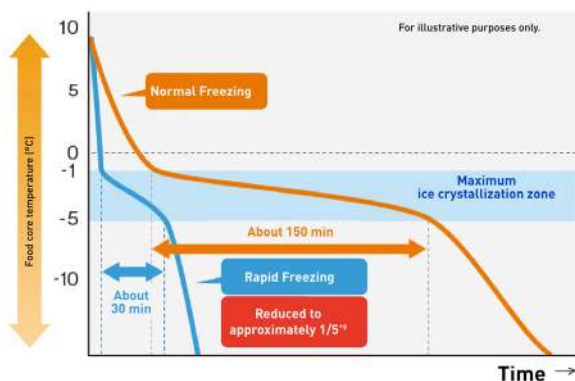 For illustrative purposes only.
10
5
0
-1
-5
-10
Food core temperature (°C)
Normal Freezing
Maximum
ice crystallization zone
About 150 min
About
30 min
Rapid Freezing
Reduced to
approximately 1/5*9
Time →